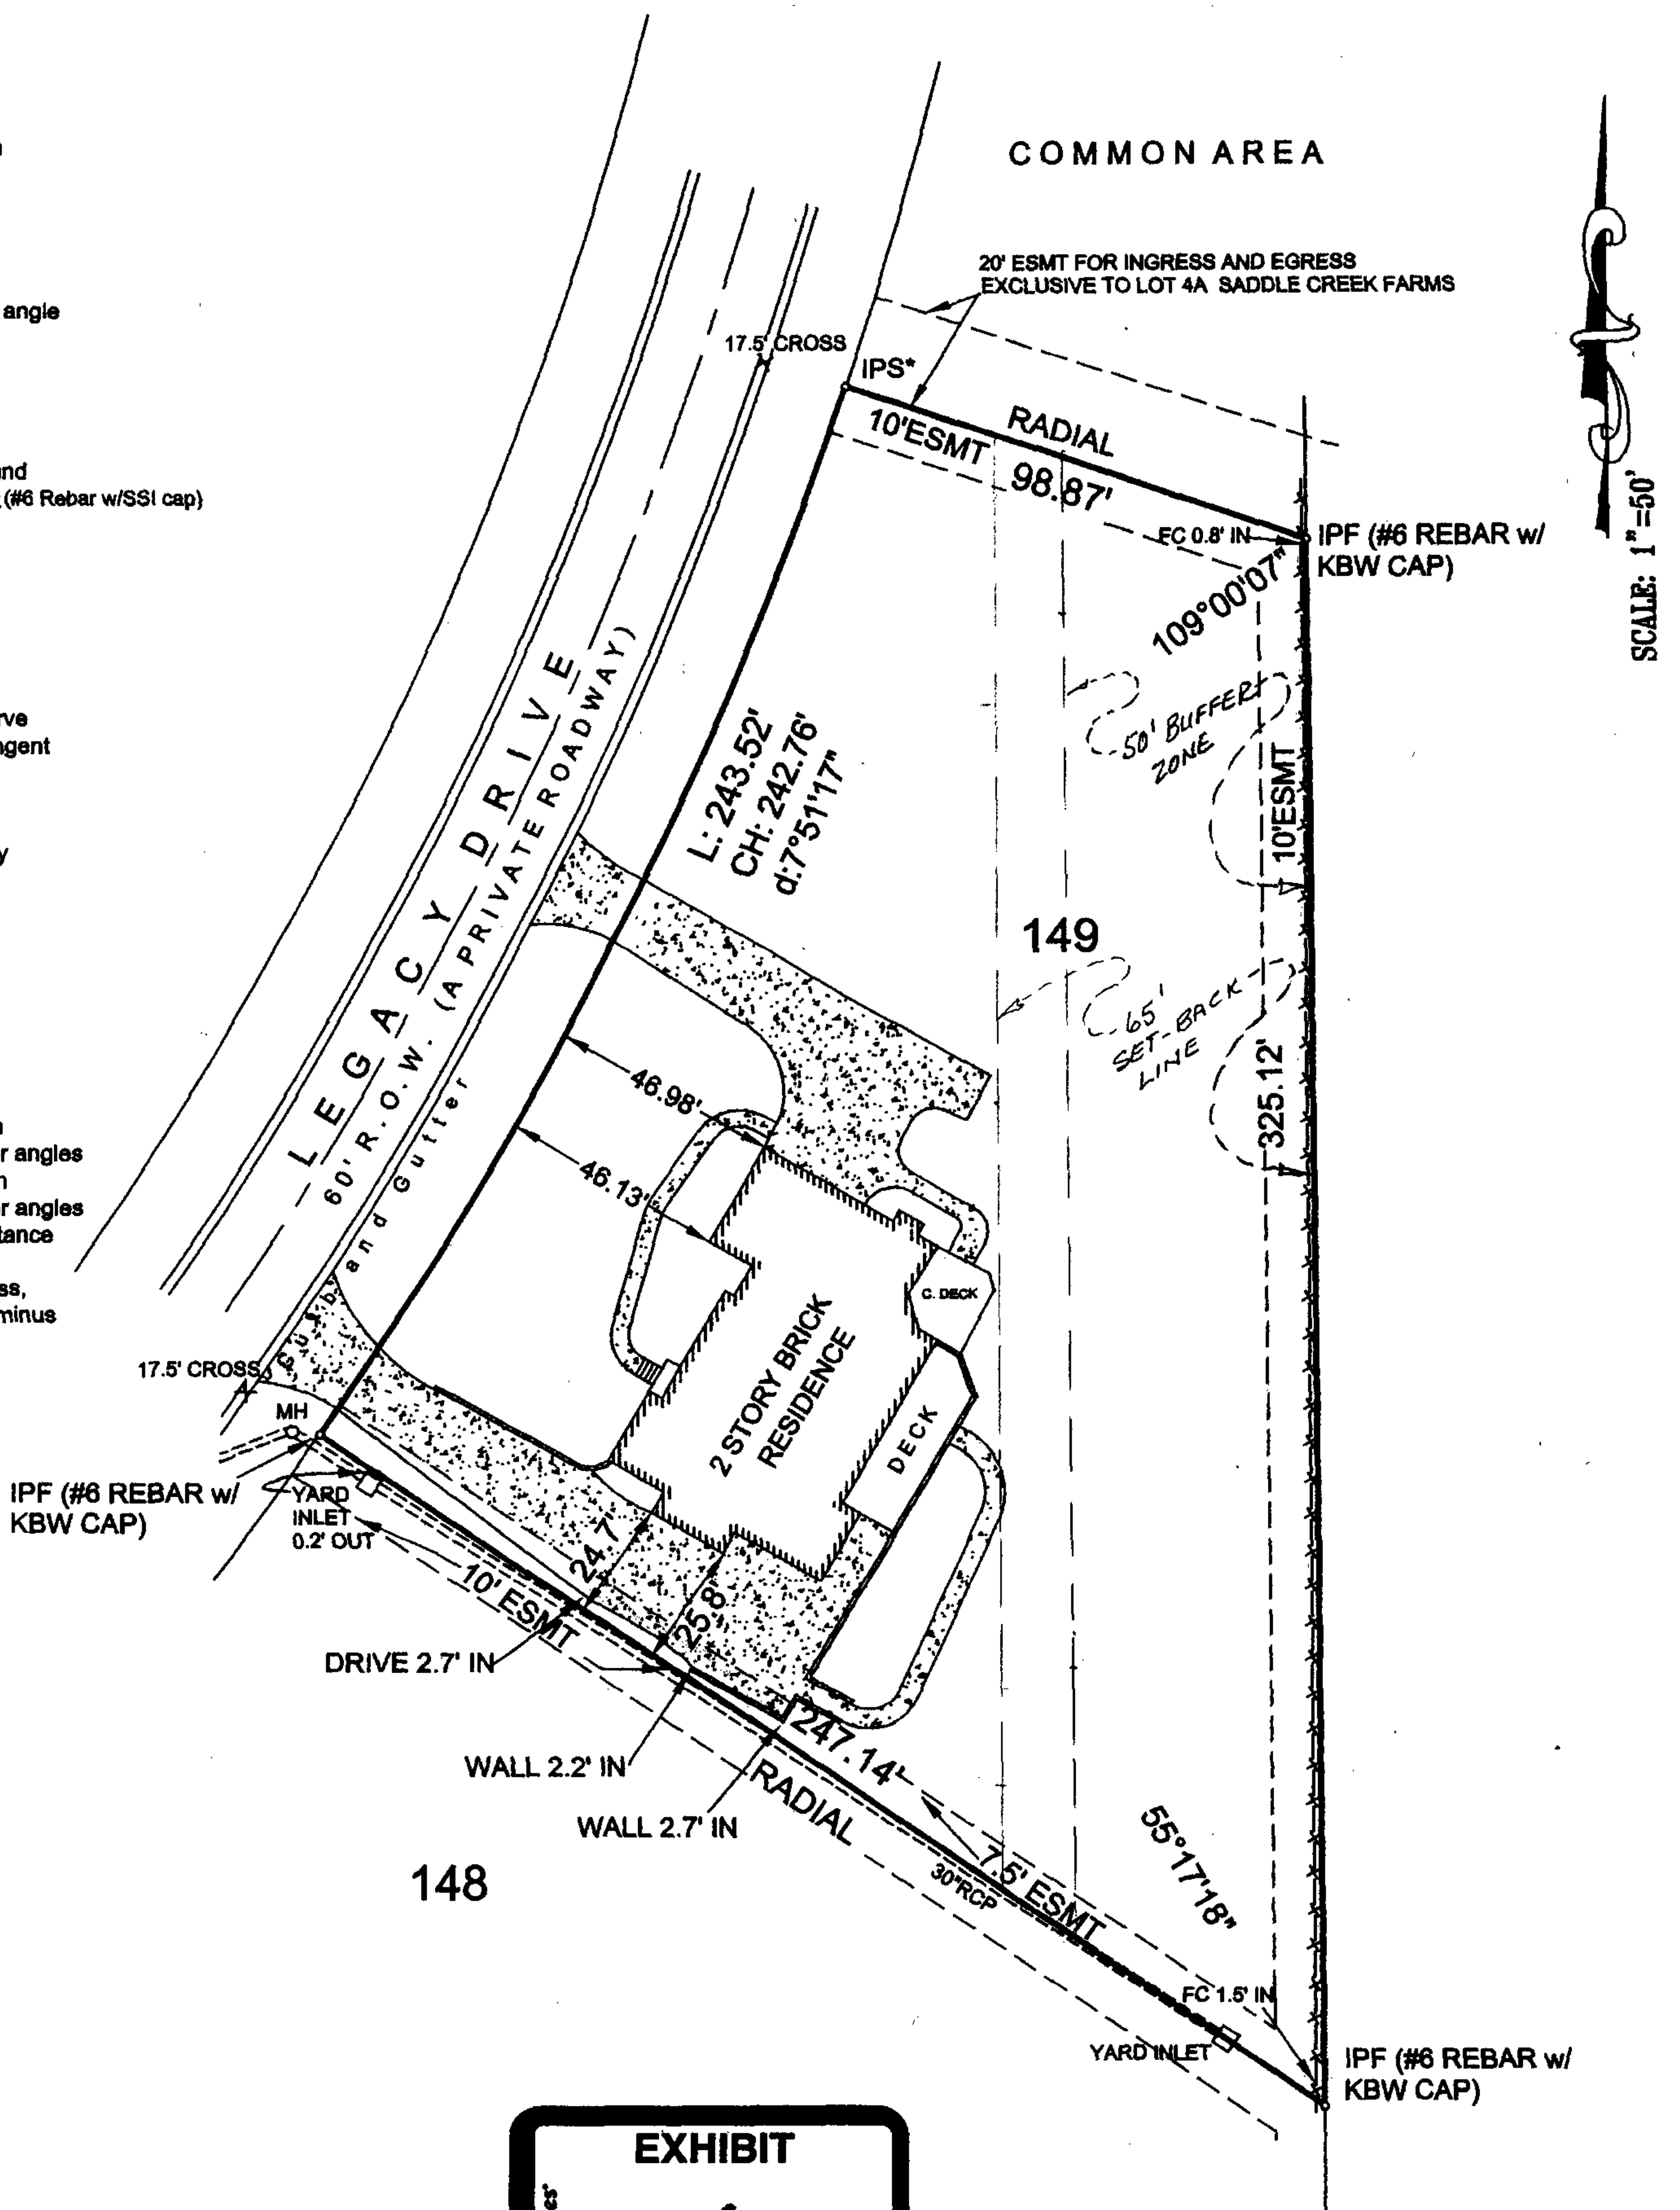 COMMON AREA
20' ESMT FOR INGRESS AND EGRESS
EXCLUSIVE TO LOT 4A SADDLE CREEK FARMS
angle
17.5' CROSS
IPS*
RADIAL
10'ESMT
98.87'
(#6 Rebar w/SSI cap)
FC 0.8' IN
IPF (#6 REBAR w/
KBW CAP)
109°00'07"
SCALE: 1"=50'
50' BUFFER
ZONE
10'ESMT
L: 243.52'
CH: 242.76'
d:7°51'17"
LEGACY DRIVE
60' R.O.W. (A PRIVATE ROADWAY)
Curb and Gutter
149
65'
SET-BACK
LINE
325.12'
46.98'
46.13'
r angles
r angles
C. DECK
2 STORY BRICK
RESIDENCE
DECK
minus
17.5' CROSS
MH
IPF (#6 REBAR w/
KBW CAP)
YARD
INLET
0.2' OUT
24.7'
25.8'
10' ESMT
DRIVE 2.7' IN
WALL 2.2' IN
WALL 2.7' IN
247.14'
RADIAL
148
7.5' ESMT
30"RCP
55°17'18"
FC 1.5' IN
YARD INLET
IPF (#6 REBAR w/
KBW CAP)
EXHIBIT